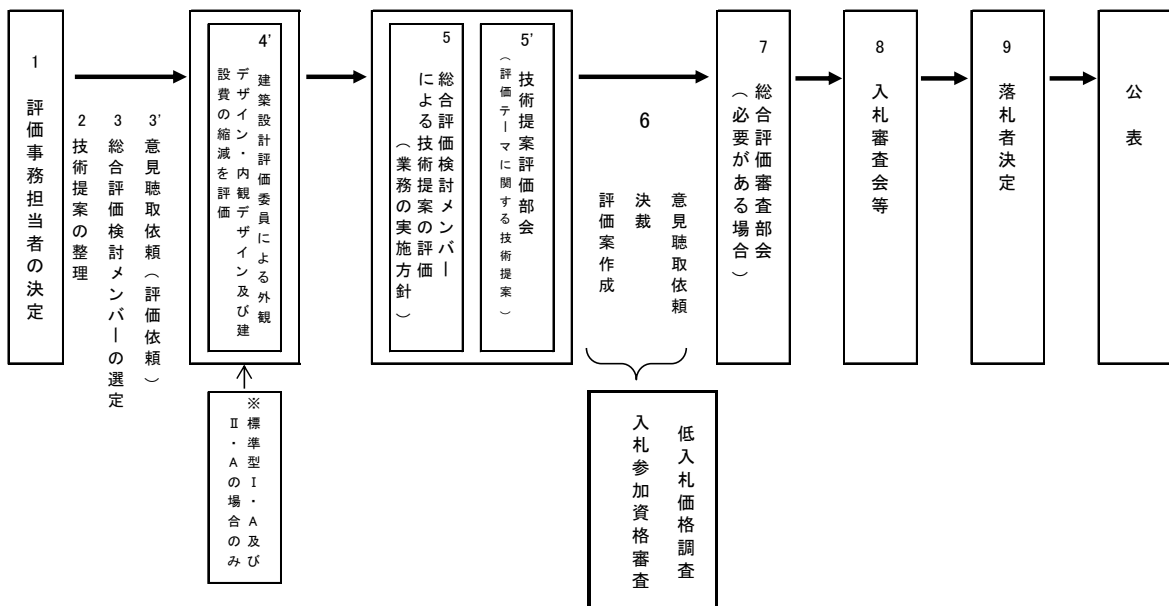 1
評価事務担当者の決定
2
技術提案の整理
3
総合評価検討メンバーの選定
3'
意見聴取依頼（評価依頼）
4'
建築設計評価委員による外観
デザイン・内観デザイン及び建
設費の縮減を評価
※標準型Ⅰ・A及び
Ⅱ・Aの場合のみ
5
総合評価検討メンバー
による技術提案の評価
（業務の実施方針）
5'
技術提案評価部会
（評価テーマに関する技術提案）
6
評価案作成
決裁
意見聴取依頼
低入札価格調査
入札参加資格審査
7
総合評価審査部会
（必要がある場合）
8
入札審査会等
9
落札者決定
公表